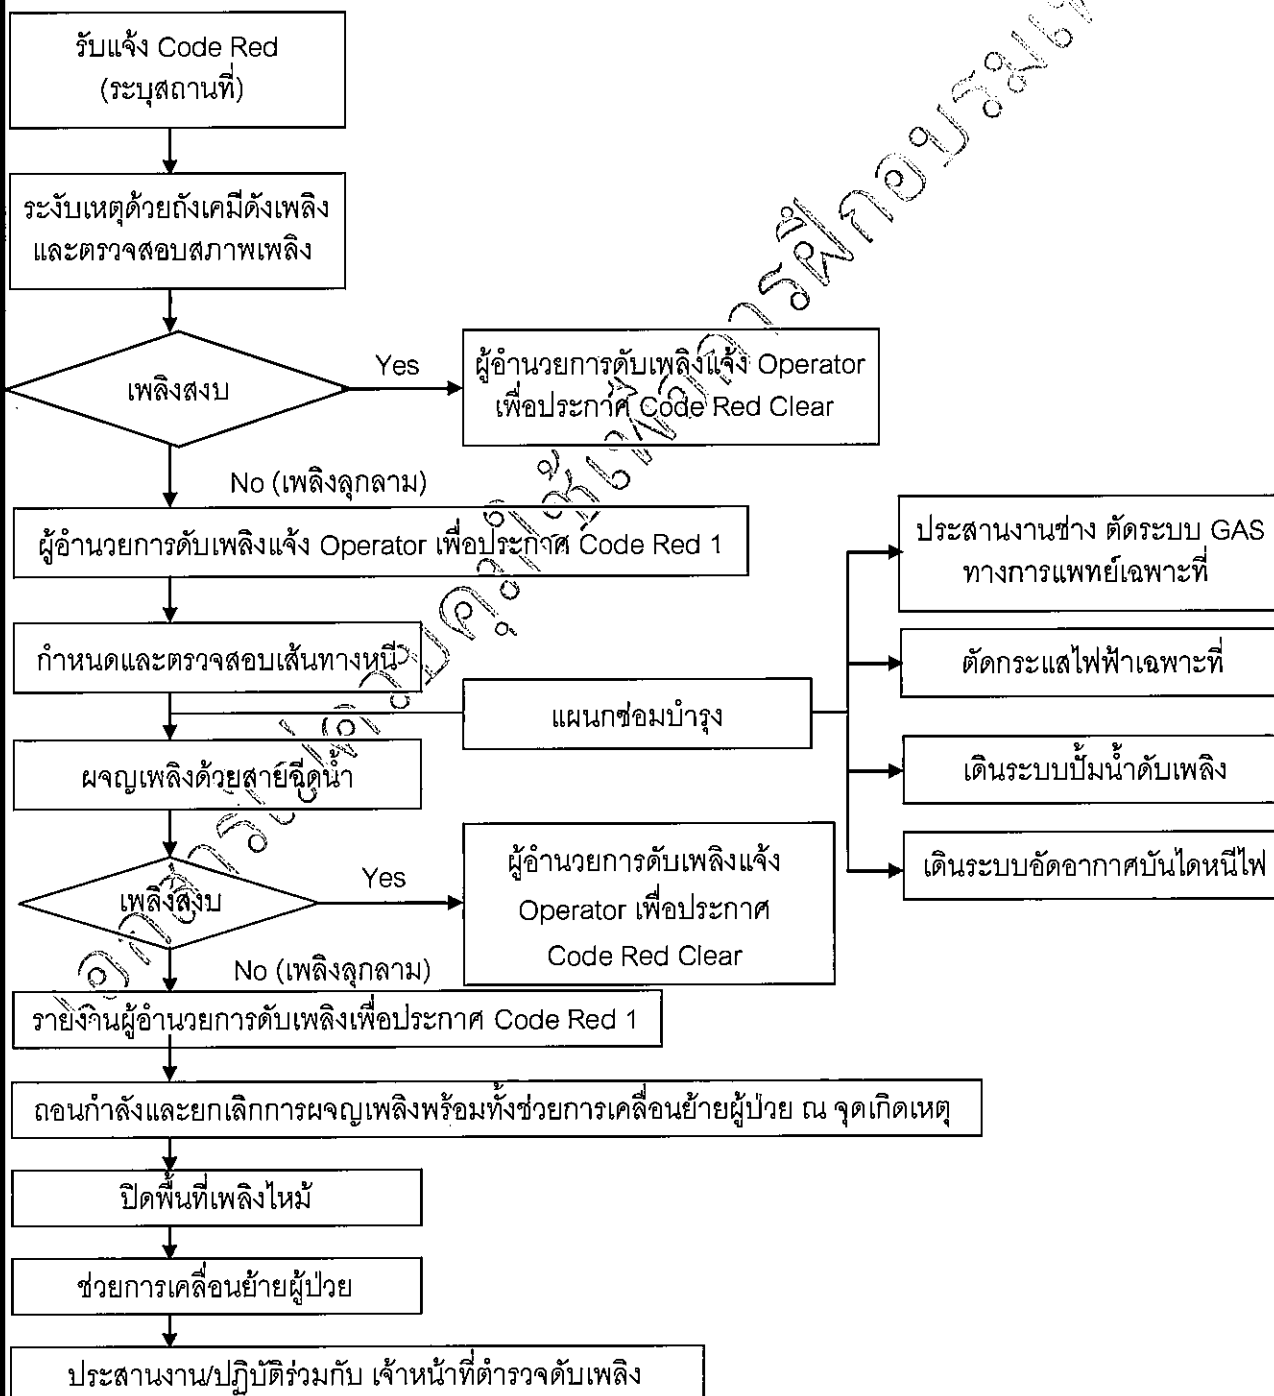 รับแจ้ง Code Red
(ระบุสถานที่)
ระงับเหตุด้วยถังเคมีดังเพลิง
และตรวจสอบสภาพเพลิง
เพลิงสงบ
Yes
ผู้อำนวยการดับเพลิงแจ้ง Operator
เพื่อประกาศ Code Red Clear
No (เพลิงลุกลาม)
ผู้อำนวยการดับเพลิงแจ้ง Operator เพื่อประกาศ Code Red 1
ประสานงานช่าง ตัดระบบ GAS
ทางการแพทย์เฉพาะที่
กำหนดและตรวจสอบเส้นทางหนี
ตัดกระแสไฟฟ้าเฉพาะที่
แผนกซ่อมบำรุง
ผจญเพลิงด้วยสายฉีดน้ำ
เดินระบบปั้มน้ำดับเพลิง
เดินระบบอัดอากาศบันไดหนีไฟ
เพลิงสงบ
Yes
ผู้อำนวยการดับเพลิงแจ้ง
Operator เพื่อประกาศ
Code Red Clear
No (เพลิงลุกลาม)
รายงานผู้อำนวยการดับเพลิงเพื่อประกาศ Code Red 1
ถอนกำลังและยกเลิกการผจญเพลิงพร้อมทั้งช่วยการเคลื่อนย้ายผู้ป่วย ณ จุดเกิดเหตุ
ปิดพื้นที่เพลิงไหม้
ช่วยการเคลื่อนย้ายผู้ป่วย
ประสานงาน/ปฏิบัติร่วมกับ เจ้าหน้าที่ตำรวจดับเพลิง